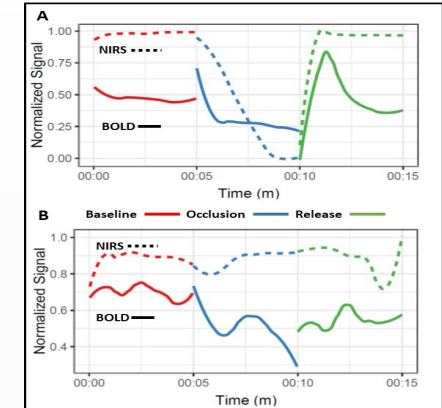 A
Normalized Signal
1.00
0.75
0.50
0.25
0.00
NIRS
BOLD
00:00 00:05 00:10 00:15
Time (m)
B
Baseline Occlusion Release
Normalized Signal
1.0
0.8
0.6
0.4
NIRS
BOLD
00:00 00:05 00:10 00:15
Time (m)